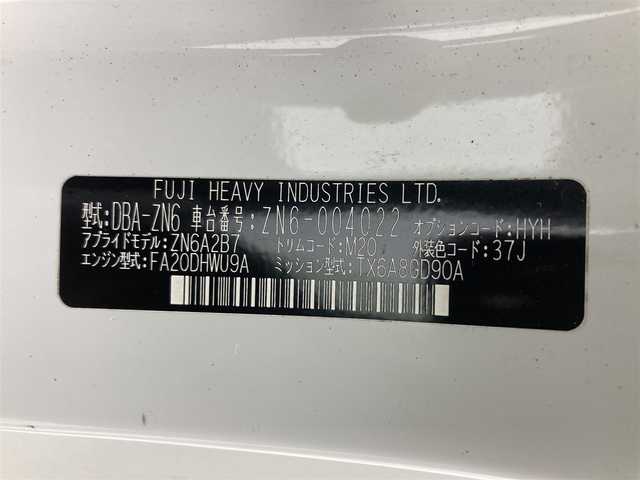 FUJI HEAVY INDUSTRIES LTD.
型式:DBA-ZN6 車台番号:ZN6-004022 オプションコード:HYH
アプライドモデル:ZN6A2B7 トリムコード:M20 外装色コード:37J
エンジン型式:FA20DHWU9A ミッション型式:TX6A8GD90A